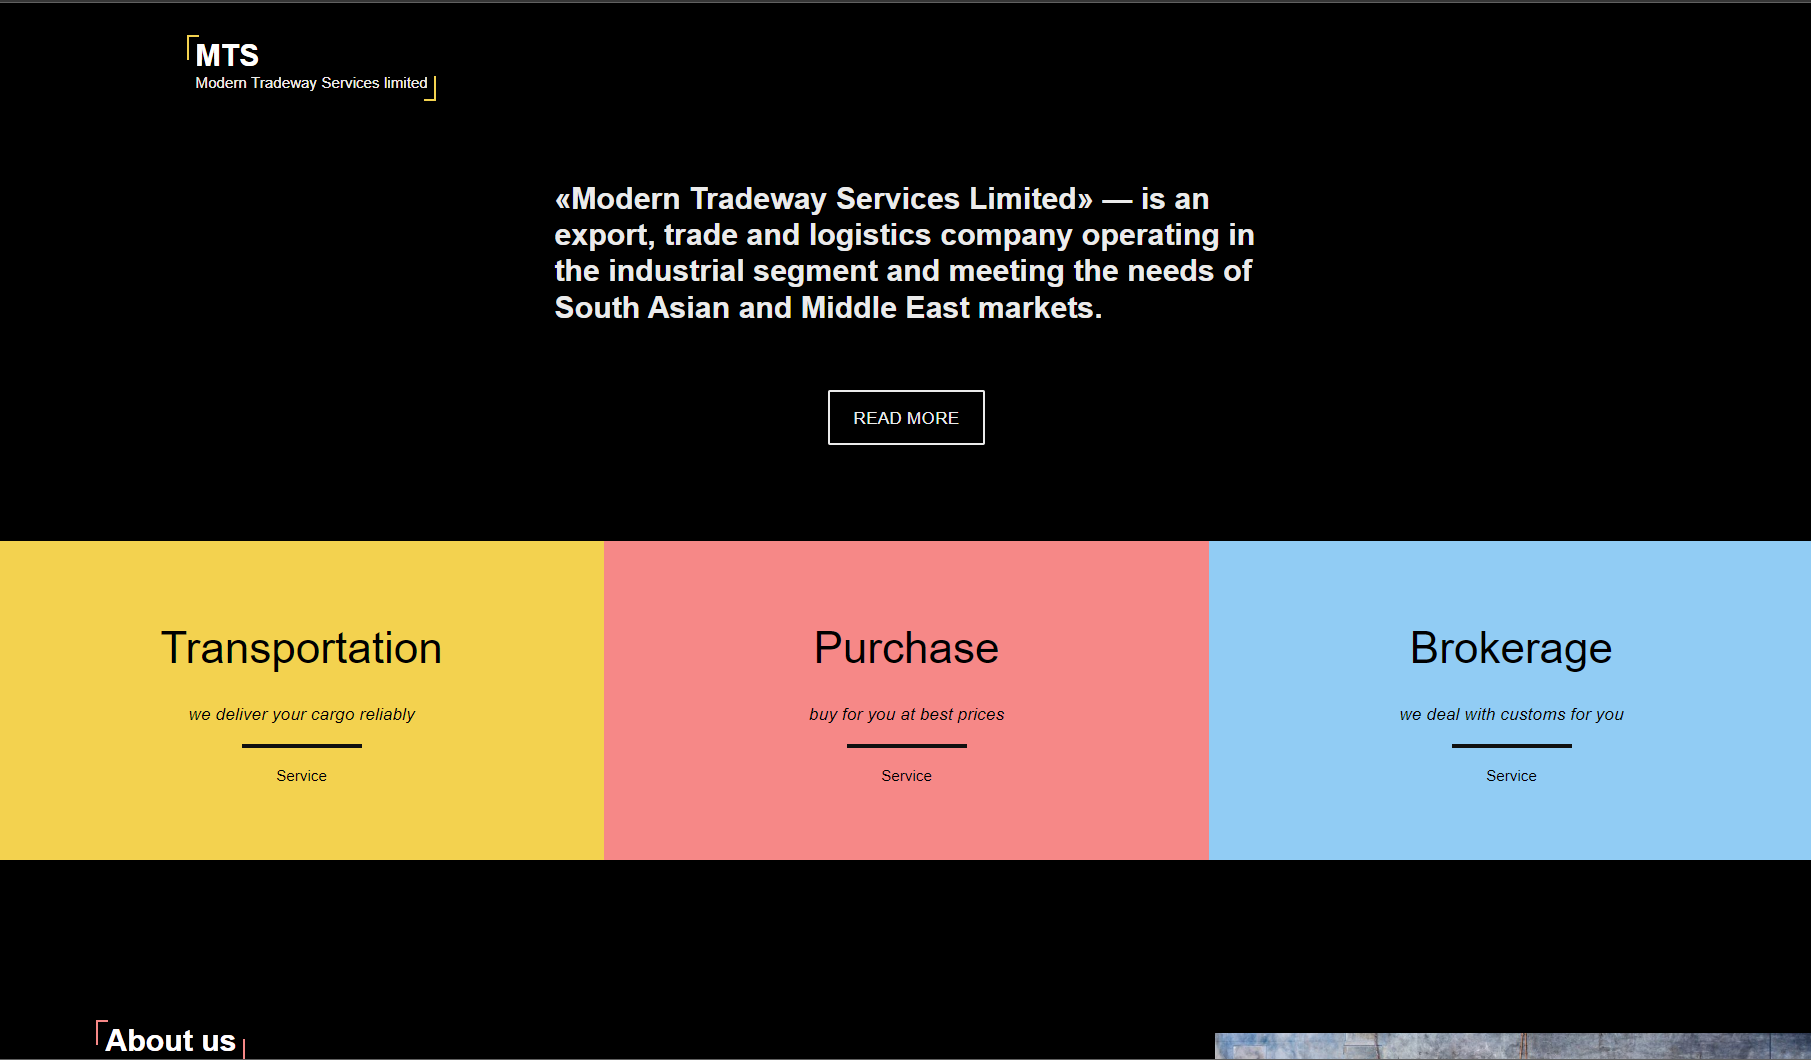 MTS
Modern Tradeway Services limited
«Modern Tradeway Services Limited» — is an
export, trade and logistics company operating in
the industrial segment and meeting the needs of
South Asian and Middle East markets.
READ MORE
Transportation
we deliver your cargo reliably
Service
Purchase
buy for you at best prices
Service
Brokerage
we deal with customs for you
Service
About us